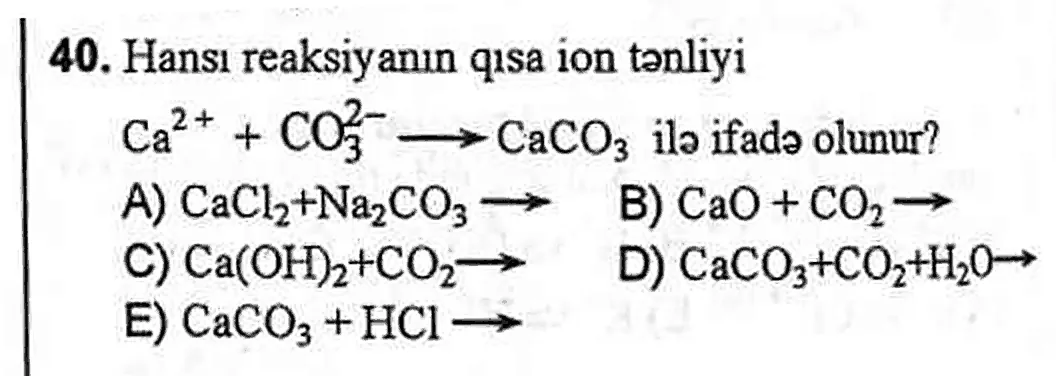 40. Hansı reaksiyanın qısa ion tənliyi
Ca²⁺ + CO₃²⁻ ⟶ CaCO₃ ilə ifadə olunur?
A) CaCl₂+Na₂CO₃ ⟶ B) CaO + CO₂ ⟶
C) Ca(OH)₂+CO₂ ⟶ D) CaCO₃+CO₂+H₂O ⟶
E) CaCO₃ + HCl ⟶